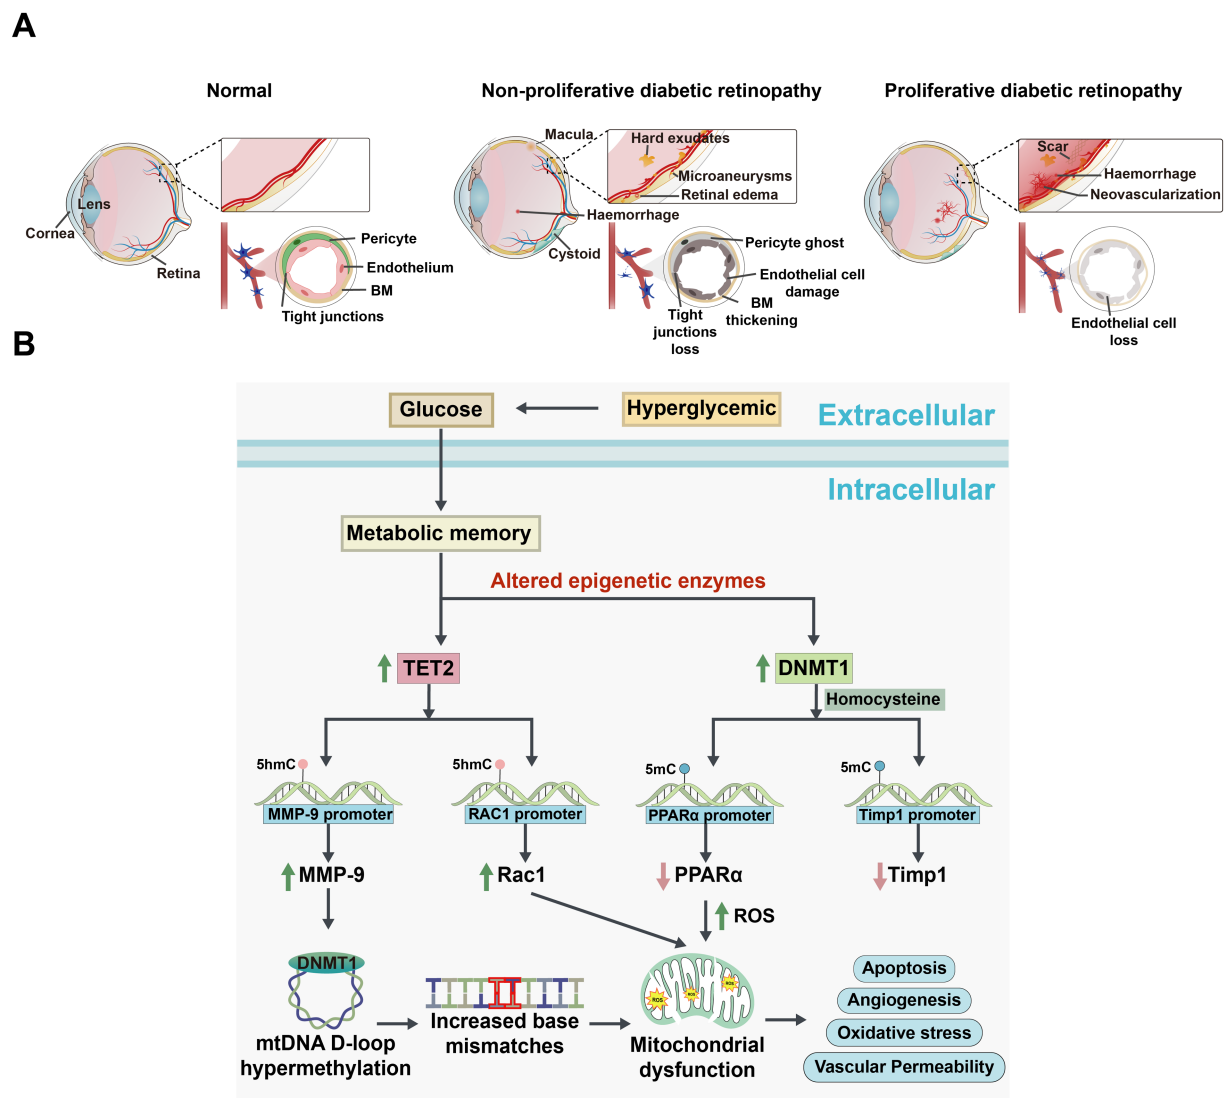 A
Normal
Non-proliferative diabetic retinopathy
Proliferative diabetic retinopathy
Lens
Cornea
Retina
Pericyte
Endothelium
BM
Tight junctions
Macula
Hard exudates
Microaneurysms
Retinal edema
Haemorrhage
Cystoid
Pericyte ghost
Endothelial cell
damage
BM
thickening
Tight
junctions
loss
Scar
Haemorrhage
Neovascularization
Endothelial cell
loss
B
Glucose
Hyperglycemic
Extracellular
Intracellular
Metabolic memory
Altered epigenetic enzymes
TET2
DNMT1
Homocysteine
5hmC
5hmC
5mC
5mC
MMP-9 promoter
RAC1 promoter
PPARα promoter
Timp1 promoter
MMP-9
Rac1
PPARα
Timp1
ROS
DNMT1
ROS
ROS
ROS
mtDNA D-loop
hypermethylation
Increased base
mismatches
Mitochondrial
dysfunction
Apoptosis
Angiogenesis
Oxidative stress
Vascular Permeability